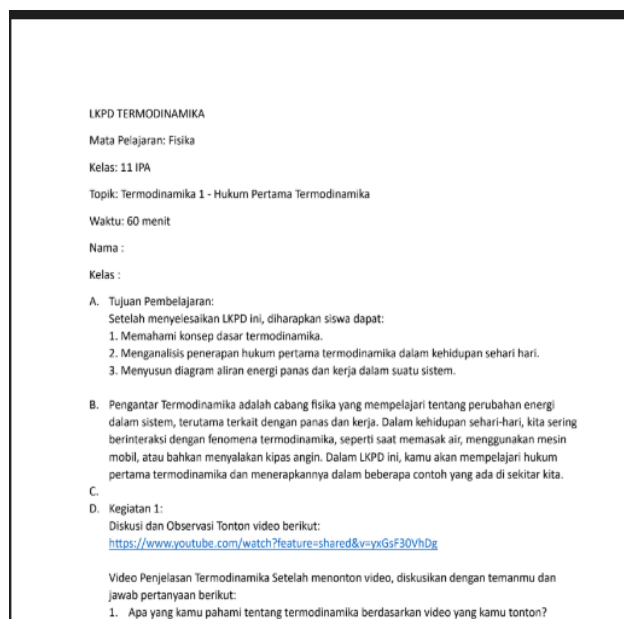 LKPD TERMODINAMIKA
Mata Pelajaran: Fisika
Kelas: 11 IPA
Topik: Termodinamika 1 - Hukum Pertama Termodinamika
Waktu: 60 menit
Nama :
Kelas :
A. Tujuan Pembelajaran:
Setelah menyelesaikan LKPD ini, diharapkan siswa dapat:
1. Memahami konsep dasar termodinamika.
2. Menganalisis penerapan hukum pertama termodinamika dalam kehidupan sehari hari.
3. Menyusun diagram aliran energi panas dan kerja dalam suatu sistem.
B. Pengantar Termodinamika adalah cabang fisika yang mempelajari tentang perubahan energi
dalam sistem, terutama terkait dengan panas dan kerja. Dalam kehidupan sehari-hari, kita sering
berinteraksi dengan fenomena termodinamika, seperti saat memasak air, menggunakan mesin
mobil, atau bahkan menyalakan kipas angin. Dalam LKPD ini, kamu akan mempelajari hukum
pertama termodinamika dan menerapkannya dalam beberapa contoh yang ada di sekitar kita.
C.
D. Kegiatan 1:
Diskusi dan Observasi Tonton video berikut:
https://www.youtube.com/watch?feature=shared&v=yxGsF30VhDg
Video Penjelasan Termodinamika Setelah menonton video, diskusikan dengan temanmu dan
jawab pertanyaan berikut:
1. Apa yang kamu pahami tentang termodinamika berdasarkan video yang kamu tonton?